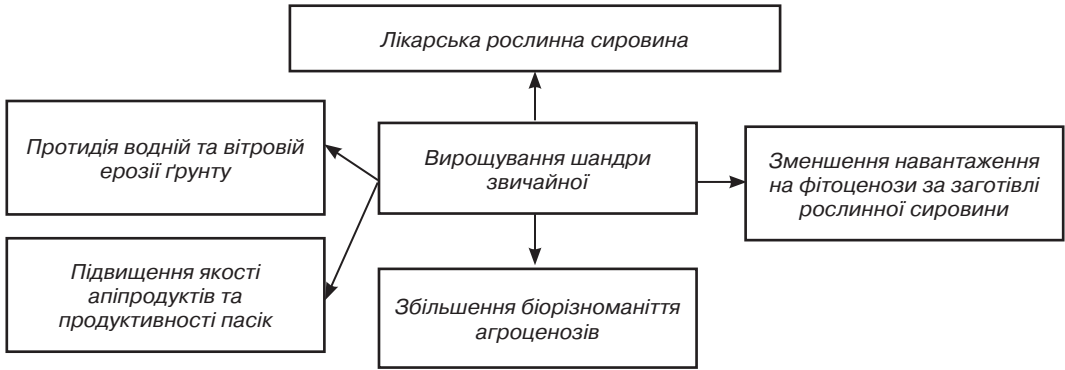 Лікарська рослинна сировина
Протидія водній та вітровій
ерозії ґрунту
Вирощування шандри
звичайної
Зменшення навантаження
на фітоценози за заготівлі
рослинної сировини
Підвищення якості
апіпродуктів та
продуктивності пасік
Збільшення біорізноманіття
агроценозів